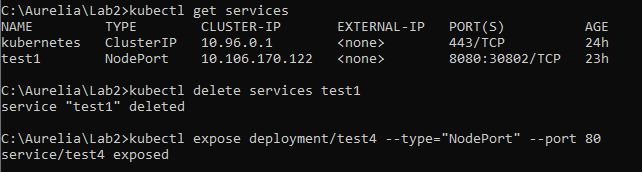 C:\Aurelia\Lab2>kubectl get services
NAME TYPE CLUSTER-IP EXTERNAL-IP PORT(S) AGE
kubernetes ClusterIP 10.96.0.1 <none> 443/TCP 24h
test1 NodePort 10.106.170.122 <none> 8080:30802/TCP 23h
C:\Aurelia\Lab2>kubectl delete services test1
service "test1" deleted
C:\Aurelia\Lab2>kubectl expose deployment/test4 --type="NodePort" --port 80
service/test4 exposed